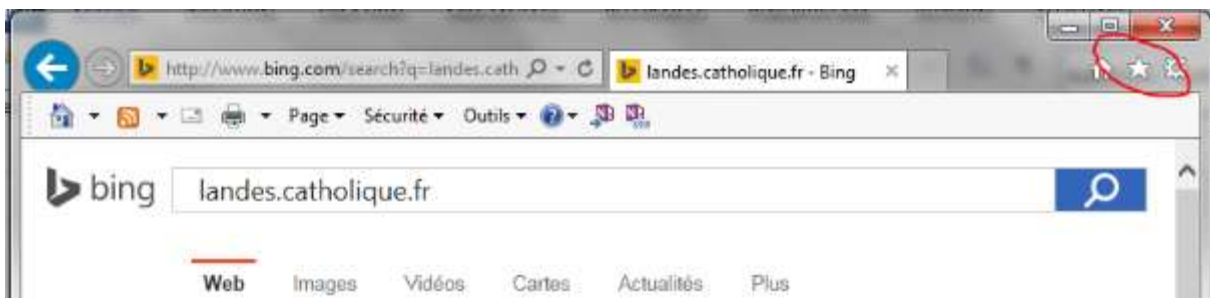 http://www.bing.com/search?q=landes.cath
landes.catholique.fr - Bing
Page Sécurité Outils
bing landes.catholique.fr
Web Images Vidéos Cartes Actualités Plus